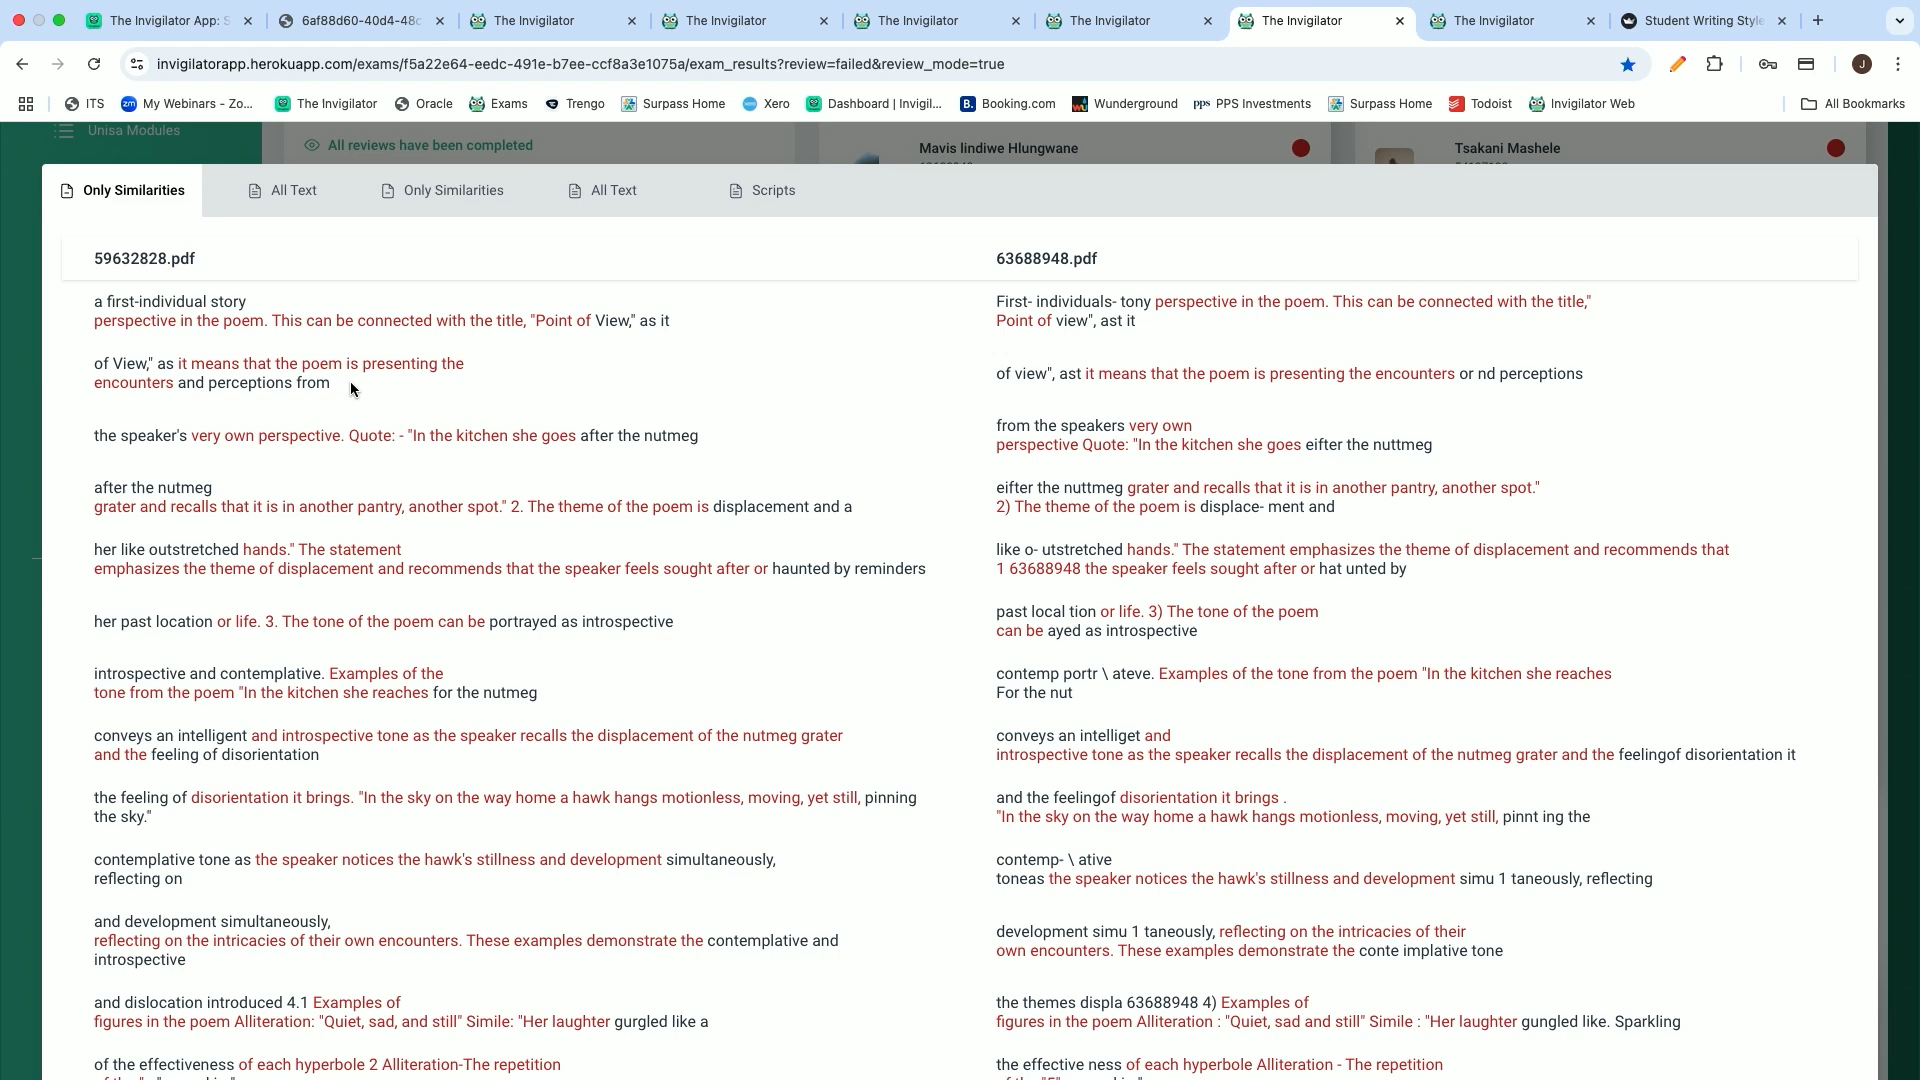 The Invigilator App: S
6af88d60-40d4-48c
The Invigilator
The Invigilator
The Invigilator
The Invigilator
The Invigilator
The Invigilator
Student Writing Style
invigilatorapp.herokuapp.com/exams/f5a22e64-eedc-491e-b7ee-ccf8a3e1075a/exam_results?review=failed&review_mode=true
J
ITS
My Webinars - Zo...
The Invigilator
Oracle
Exams
Trengo
Surpass Home
Xero
Dashboard | Invigil...
Booking.com
Wunderground
PPS Investments
Surpass Home
Todoist
Invigilator Web
All Bookmarks
Unisa Modules
All reviews have been completed
Mavis lindiwe Hlungwane
Tsakani Mashele
Only Similarities
All Text
Only Similarities
All Text
Scripts
59632828.pdf
63688948.pdf
a first-individual story
perspective in the poem. This can be connected with the title, "Point of View," as it
First- individuals- tony perspective in the poem. This can be connected with the title,"
Point of view", ast it
of View," as it means that the poem is presenting the
encounters and perceptions from
of view", ast it means that the poem is presenting the encounters or nd perceptions
the speaker's very own perspective. Quote: - "In the kitchen she goes after the nutmeg
from the speakers very own
perspective Quote: "In the kitchen she goes eifter the nuttmeg
after the nutmeg
grater and recalls that it is in another pantry, another spot." 2. The theme of the poem is displacement and a
eifter the nuttmeg grater and recalls that it is in another pantry, another spot."
2) The theme of the poem is displace- ment and
her like outstretched hands." The statement
emphasizes the theme of displacement and recommends that the speaker feels sought after or haunted by reminders
like o- utstretched hands." The statement emphasizes the theme of displacement and recommends that
1 63688948 the speaker feels sought after or hat unted by
her past location or life. 3. The tone of the poem can be portrayed as introspective
past local tion or life. 3) The tone of the poem
can be ayed as introspective
introspective and contemplative. Examples of the
tone from the poem "In the kitchen she reaches for the nutmeg
contemp portr \ ateve. Examples of the tone from the poem "In the kitchen she reaches
For the nut
conveys an intelligent and introspective tone as the speaker recalls the displacement of the nutmeg grater
and the feeling of disorientation
conveys an intelliget and
introspective tone as the speaker recalls the displacement of the nutmeg grater and the feelingof disorientation it
the feeling of disorientation it brings. "In the sky on the way home a hawk hangs motionless, moving, yet still, pinning
the sky."
and the feelingof disorientation it brings .
"In the sky on the way home a hawk hangs motionless, moving, yet still, pinnt ing the
contemplative tone as the speaker notices the hawk's stillness and development simultaneously,
reflecting on
contemp- \ ative
toneas the speaker notices the hawk's stillness and development simu 1 taneously, reflecting
and development simultaneously,
reflecting on the intricacies of their own encounters. These examples demonstrate the contemplative and
introspective
development simu 1 taneously, reflecting on the intricacies of their
own encounters. These examples demonstrate the conte implative tone
and dislocation introduced 4.1 Examples of
figures in the poem Alliteration: "Quiet, sad, and still" Simile: "Her laughter gurgled like a
the themes displa 63688948 4) Examples of
figures in the poem Alliteration : "Quiet, sad and still" Simile : "Her laughter gungled like. Sparkling
of the effectiveness of each hyperbole 2 Alliteration-The repetition
the effective ness of each hyperbole Alliteration - The repetition